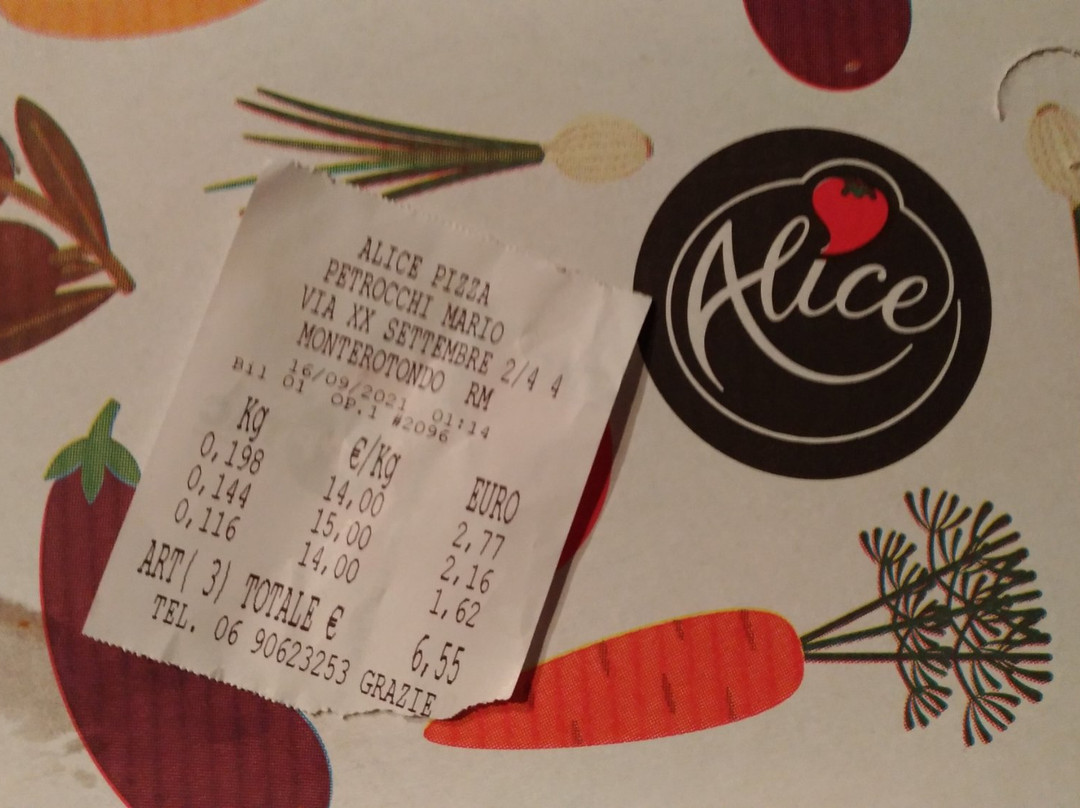 ALICE PIZZA
PETROCCHI MARIO
VIA XX SETTEMBRE 2/4 4
MONTEROTONDO RM
16/09/2021 01:14
Bil 01 OP.1 #2096
Kg €/Kg EURO
0,198 14,00 2,77
0,144 15,00 2,16
0,116 14,00 1,62
ART( 3) TOTALE € 6,55
TEL. 06 90623253 GRAZIE
Alice